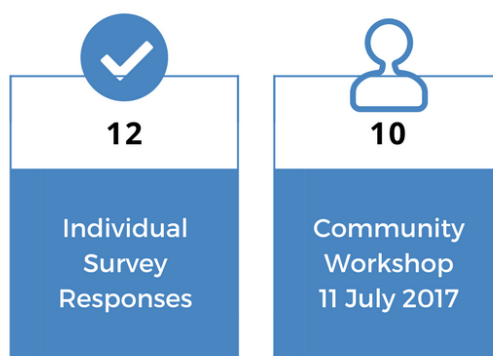 12
Individual
Survey
Responses
10
Community
Workshop
11 July 2017